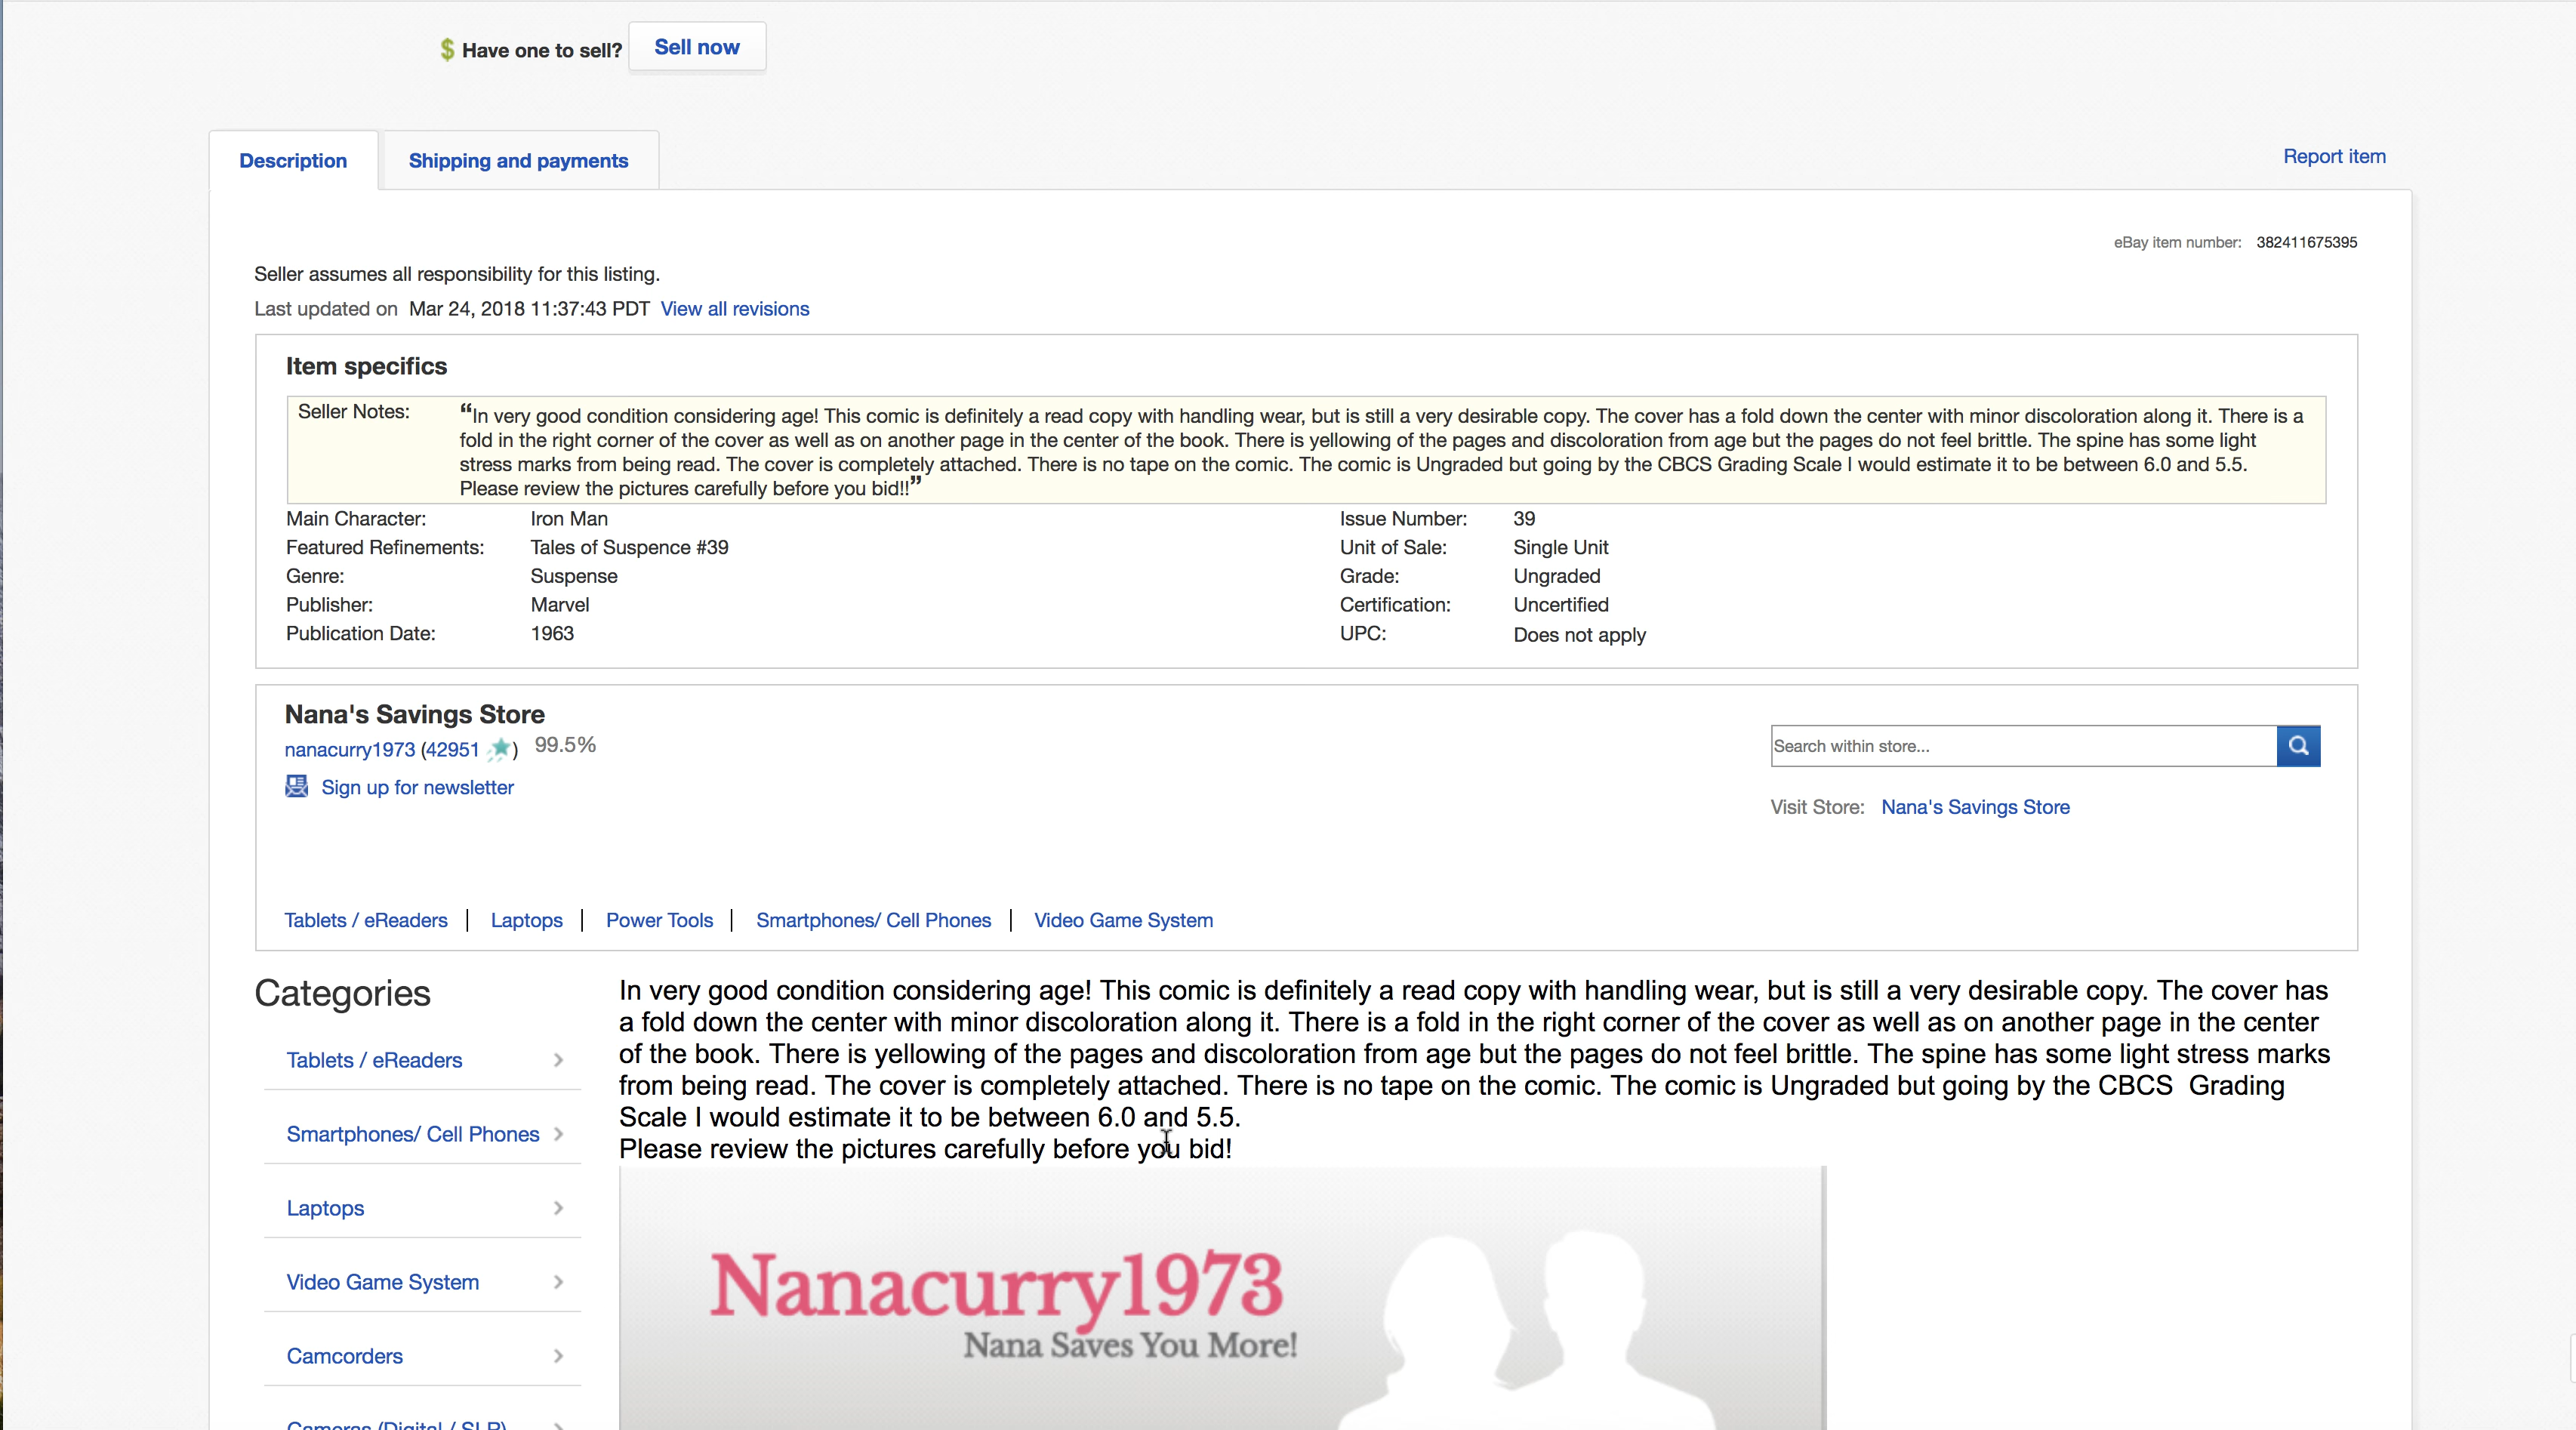 $ Have one to sell? Sell now
Description
Shipping and payments
Report item
eBay item number: 382411675395
Seller assumes all responsibility for this listing.
Last updated on Mar 24, 2018 11:37:43 PDT View all revisions
Item specifics
Seller Notes: “In very good condition considering age! This comic is definitely a read copy with handling wear, but is still a very desirable copy. The cover has a fold down the center with minor discoloration along it. There is a
fold in the right corner of the cover as well as on another page in the center of the book. There is yellowing of the pages and discoloration from age but the pages do not feel brittle. The spine has some light
stress marks from being read. The cover is completely attached. There is no tape on the comic. The comic is Ungraded but going by the CBCS Grading Scale I would estimate it to be between 6.0 and 5.5.
Please review the pictures carefully before you bid!!”
Main Character: Iron Man Issue Number: 39
Featured Refinements: Tales of Suspense #39 Unit of Sale: Single Unit
Genre: Suspense Grade: Ungraded
Publisher: Marvel Certification: Uncertified
Publication Date: 1963 UPC: Does not apply
Nana's Savings Store
nanacurry1973 (42951 ) 99.5%
Sign up for newsletter
Search within store...
Visit Store: Nana's Savings Store
Tablets / eReaders | Laptops | Power Tools | Smartphones/ Cell Phones | Video Game System
Categories
Tablets / eReaders
Smartphones/ Cell Phones
Laptops
Video Game System
Camcorders
Cameras (Digital / SLR)
In very good condition considering age! This comic is definitely a read copy with handling wear, but is still a very desirable copy. The cover has
a fold down the center with minor discoloration along it. There is a fold in the right corner of the cover as well as on another page in the center
of the book. There is yellowing of the pages and discoloration from age but the pages do not feel brittle. The spine has some light stress marks
from being read. The cover is completely attached. There is no tape on the comic. The comic is Ungraded but going by the CBCS  Grading
Scale I would estimate it to be between 6.0 and 5.5.
Please review the pictures carefully before you bid!
Nanacurry1973
Nana Saves You More!